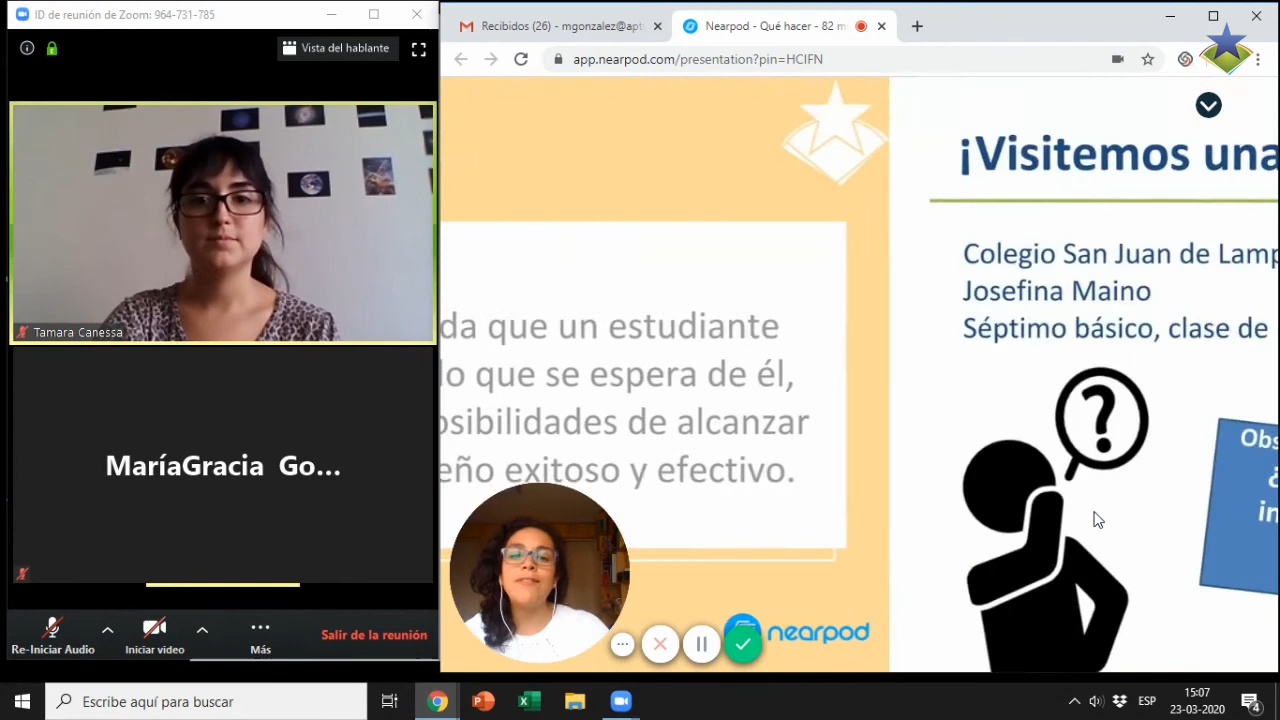 ID de reunión de Zoom: 964-731-785
Vista del hablante
Tamara Canessa
MaríaGracia Go...
Re-Iniciar Audio
Iniciar video
Más
Salir de la reunión
Recibidos (26) - mgonzalez@apt
Nearpod - Qué hacer - 82 m
app.nearpod.com/presentation?pin=HCIFN
da que un estudiante
lo que se espera de él,
osibilidades de alcanzar
eño exitoso y efectivo.
nearpod
¡Visitemos una
Colegio San Juan de Lamp
Josefina Maino
Séptimo básico, clase de
?
Obs
¿
in
Escribe aquí para buscar
ESP
15:07
23-03-2020
4